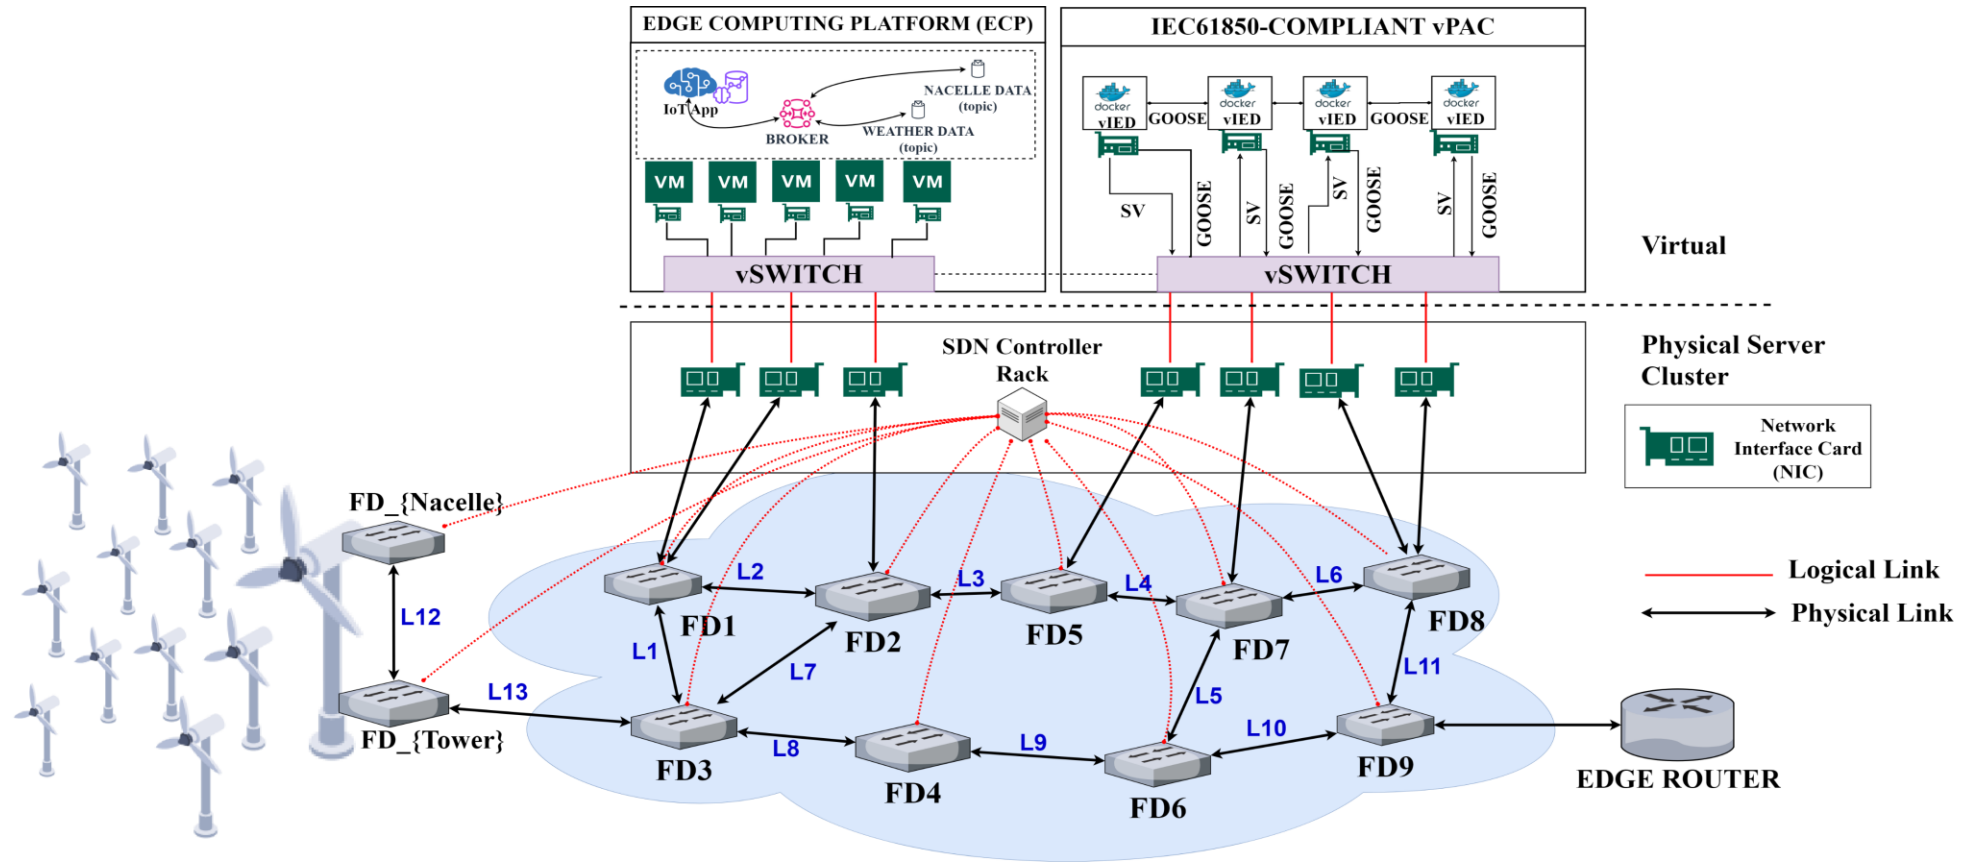 EDGE COMPUTING PLATFORM (ECP)
IoT App
BROKER
NACELLE DATA
(topic)
WEATHER DATA
(topic)
VM
VM
VM
VM
VM
vSWITCH
IEC61850-COMPLIANT vPAC
docker
vIED
GOOSE
docker
vIED
docker
vIED
GOOSE
docker
vIED
SV
GOOSE
SV
GOOSE
SV
GOOSE
SV
GOOSE
vSWITCH
Virtual
SDN Controller
Rack
Physical Server
Cluster
Network
Interface Card
(NIC)
Logical Link
Physical Link
FD_{Nacelle}
L12
FD_{Tower}
L13
FD1
L2
L1
FD2
L7
L3
FD5
L4
FD7
L6
FD8
L5
L11
FD3
L8
FD4
L9
FD6
L10
FD9
EDGE ROUTER